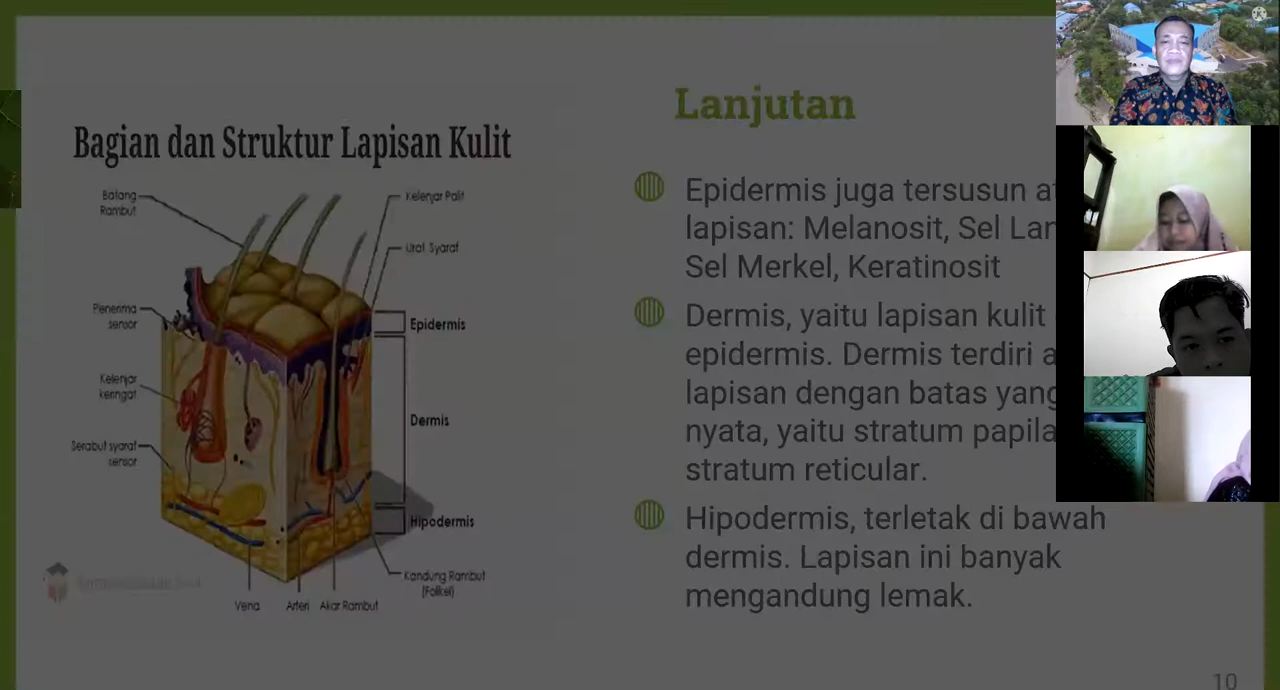 Lanjutan
Bagian dan Struktur Lapisan Kulit
Batang
Rambut
Kelenjar Palit
Urat Syaraf
Penerima
sensor
Epidermis
Kelenjar
keringat
Dermis
Serabut syaraf
sensor
Hipodermis
Kandung Rambut
(Folikel)
Vena
Arteri
Akar Rambut
Epidermis juga tersusun
lapisan: Melanosit, Sel
Sel Merkel, Keratinosit
Dermis, yaitu lapisan kulit
epidermis. Dermis terdiri
lapisan dengan batas yang
nyata, yaitu stratum
stratum reticular.
Hipodermis, terletak di bawah
dermis. Lapisan ini banyak
mengandung lemak.
10